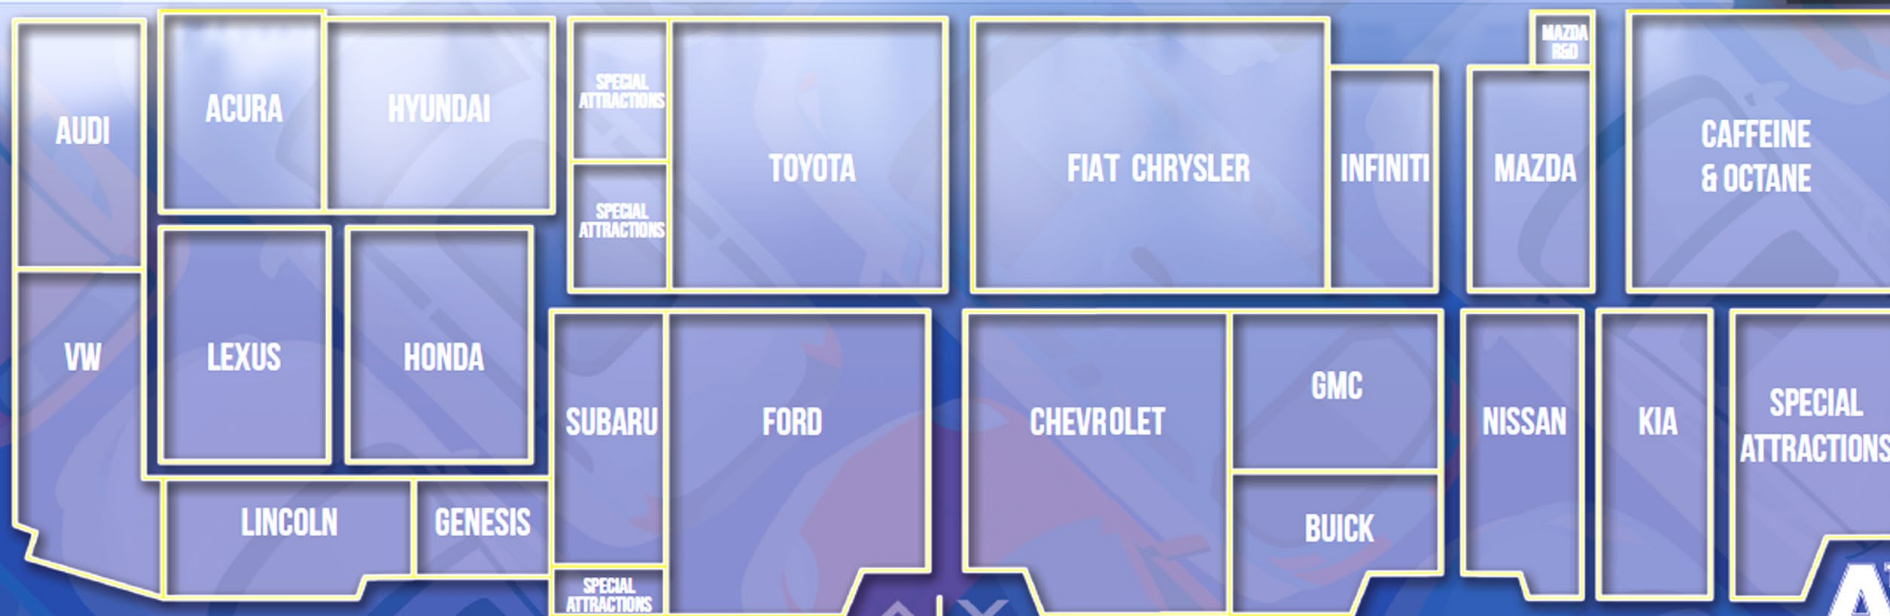 AUDI
ACURA
HYUNDAI
SPECIAL
ATTRACTIONS
SPECIAL
ATTRACTIONS
TOYOTA
FIAT CHRYSLER
INFINITI
MAZDA
R&D
MAZDA
CAFFEINE
& OCTANE
VW
LEXUS
HONDA
SUBARU
FORD
CHEVROLET
GMC
BUICK
NISSAN
KIA
SPECIAL
ATTRACTIONS
LINCOLN
GENESIS
SPECIAL
ATTRACTIONS